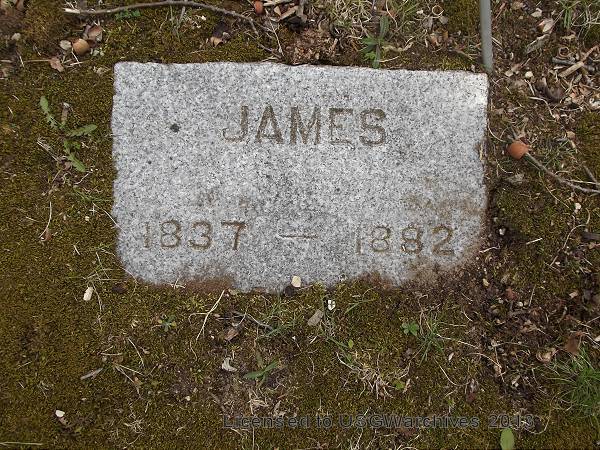 JAMES
1837 — 1882
Licensed to USGWarchives 2013